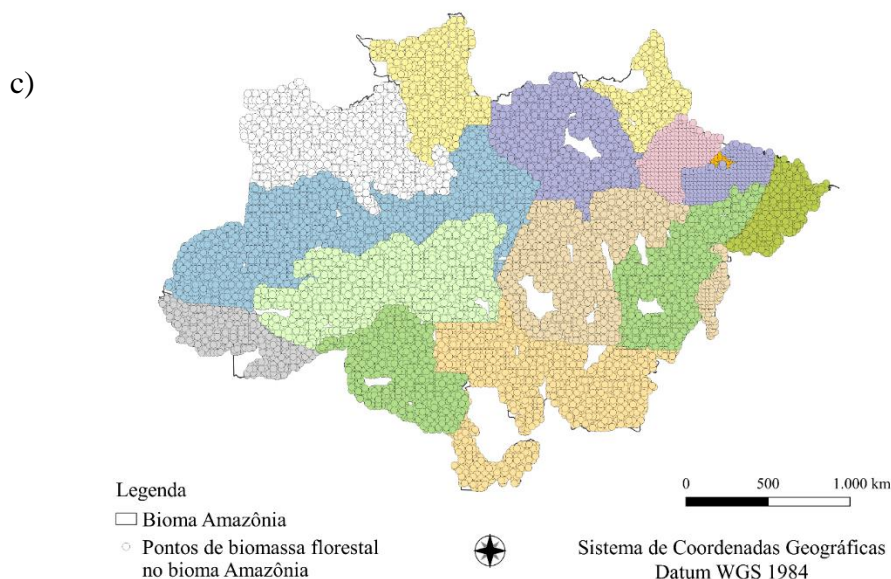 c)
0 500 1.000 km
Legenda
Bioma Amazônia
Pontos de biomassa florestal
no bioma Amazônia
Sistema de Coordenadas Geográficas
Datum WGS 1984